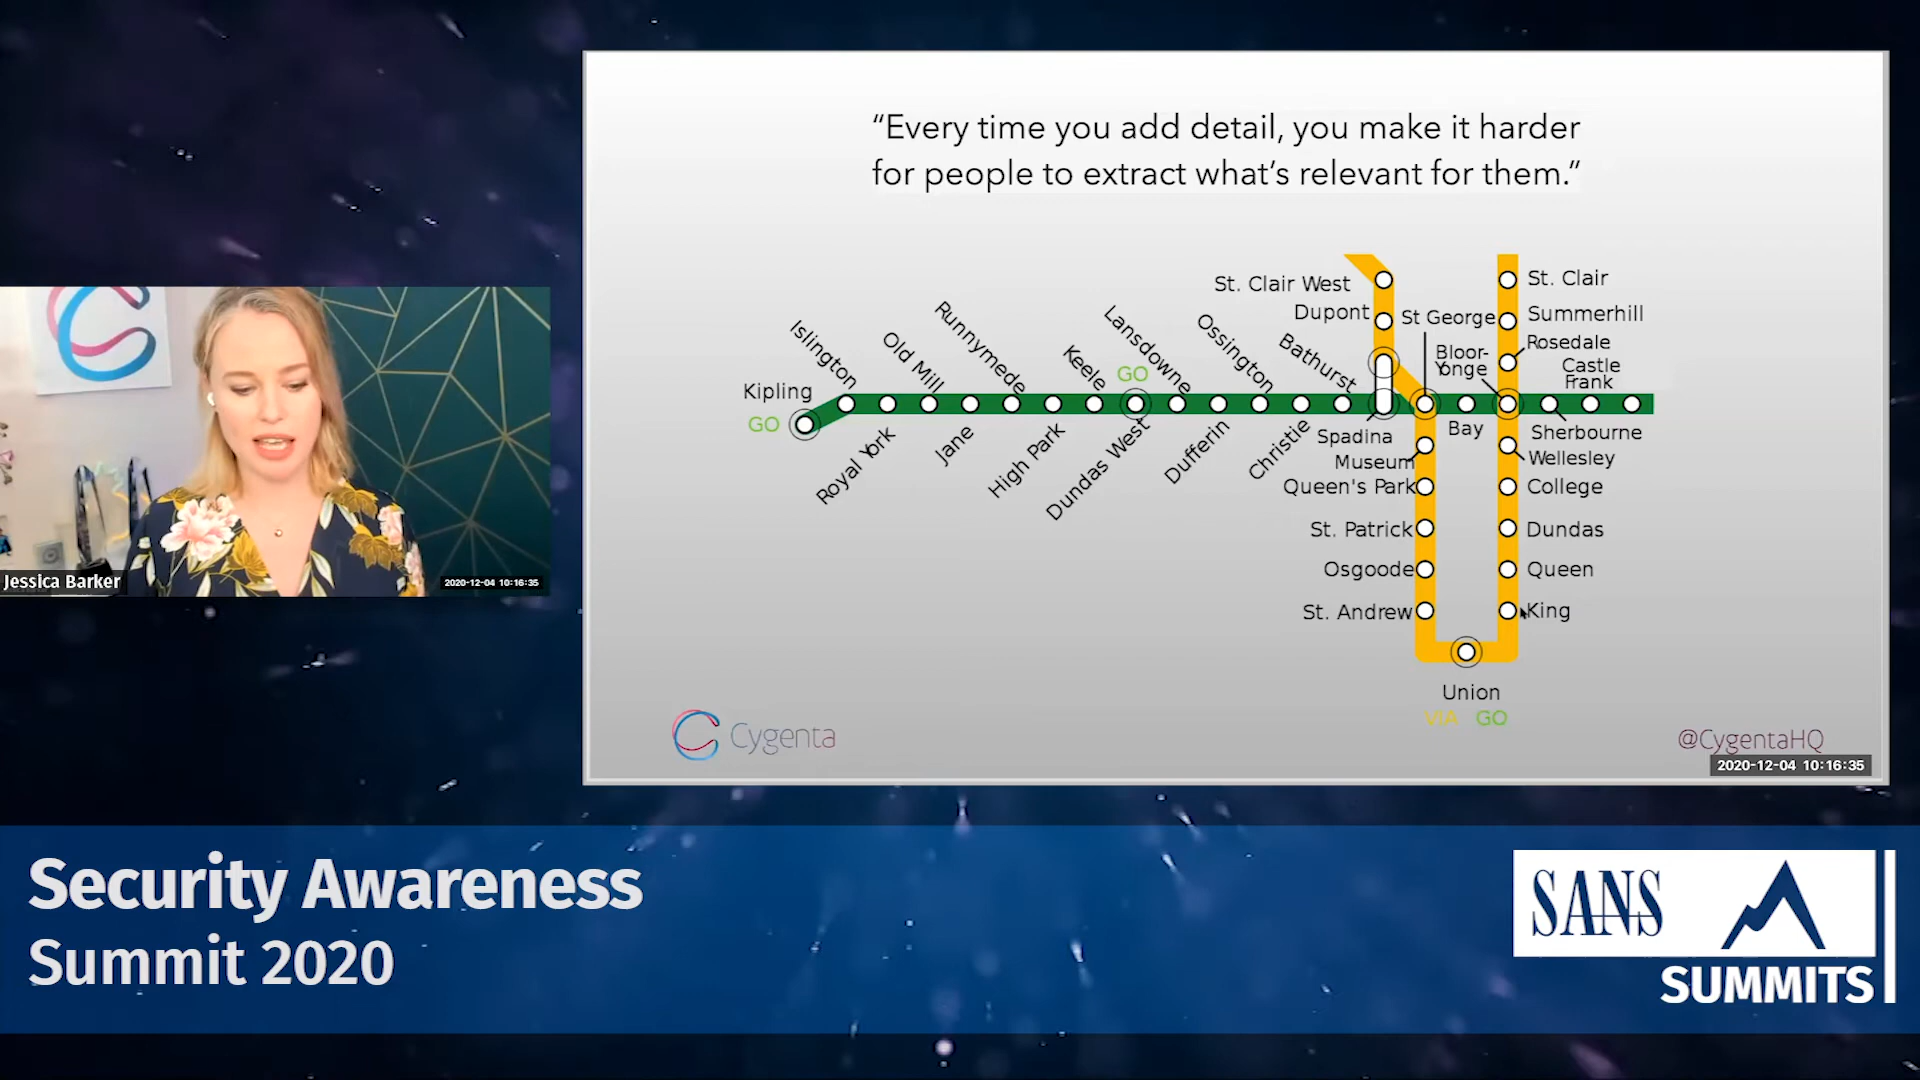 “Every time you add detail, you make it harder
for people to extract what’s relevant for them.”
St. Clair West
St. Clair
Dupont
St George
Summerhill
Rosedale
Bloor-
Yonge
Castle
Frank
Kipling
GO
Islington
Old Mill
Runnymede
Keele
GO
Lansdowne
Ossington
Bathurst
Royal York
Jane
High Park
Dundas West
Dufferin
Christie
Spadina
Bay
Sherbourne
Museum
Wellesley
Queen's Park
College
St. Patrick
Dundas
Osgoode
Queen
St. Andrew
King
Union
VIA GO
Cygenta
@CygentaHQ
2020-12-04 10:16:35
Jessica Barker
2020-12-04 10:16:35
Security Awareness
Summit 2020
SANS
SUMMITS